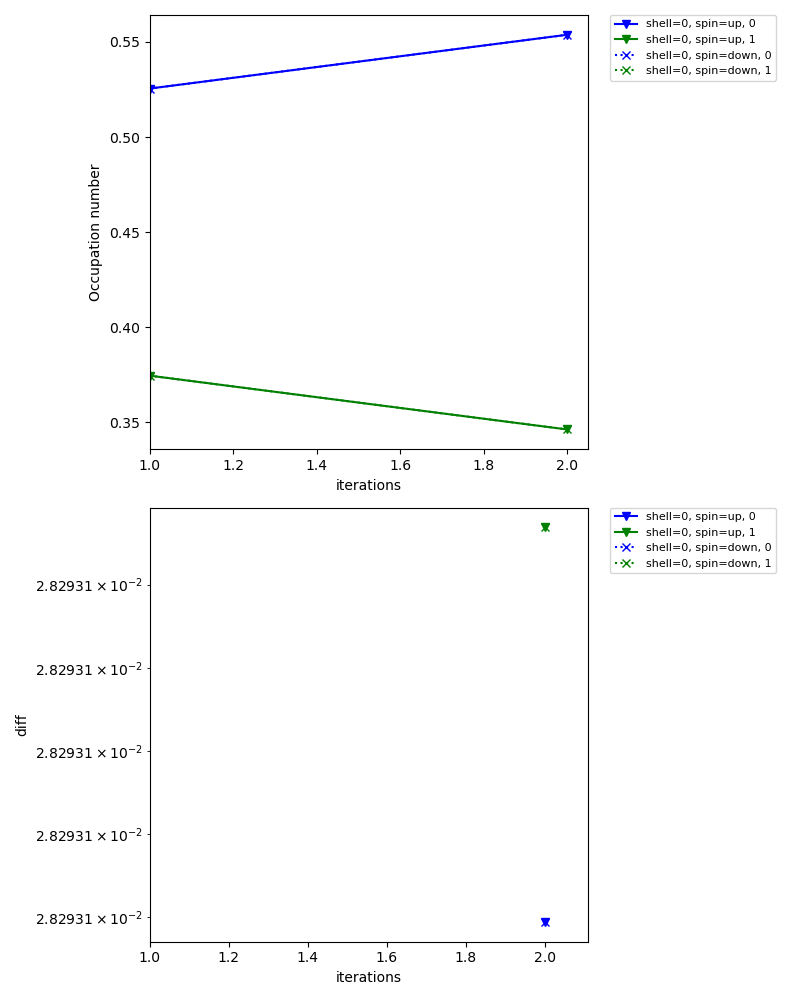 0.55
0.50
0.45
0.40
0.35
Occupation number
1.0 1.2 1.4 1.6 1.8 2.0
iterations
shell=0, spin=up, 0
shell=0, spin=up, 1
shell=0, spin=down, 0
shell=0, spin=down, 1
2.82931 × 10⁻²
2.82931 × 10⁻²
2.82931 × 10⁻²
2.82931 × 10⁻²
2.82931 × 10⁻²
diff
1.0 1.2 1.4 1.6 1.8 2.0
iterations
shell=0, spin=up, 0
shell=0, spin=up, 1
shell=0, spin=down, 0
shell=0, spin=down, 1